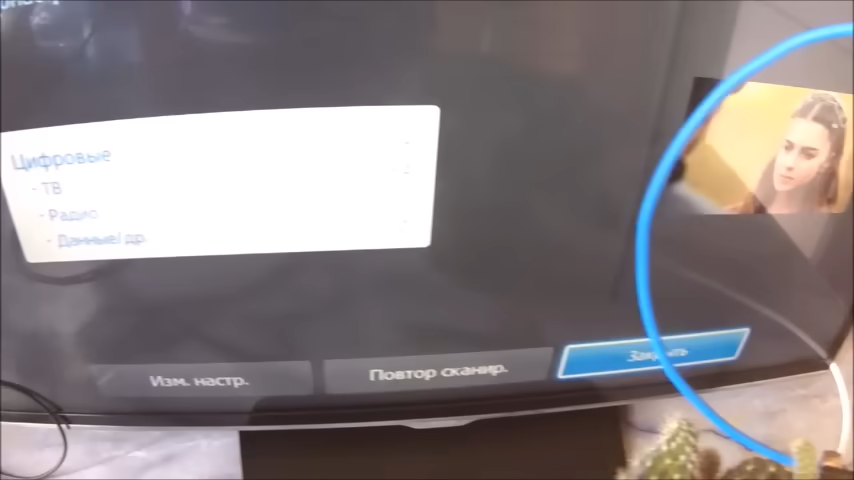 Цифровые
- ТВ
- Радио
- Данные/др.
Изм. настр.
Повтор сканир.
Закрыть